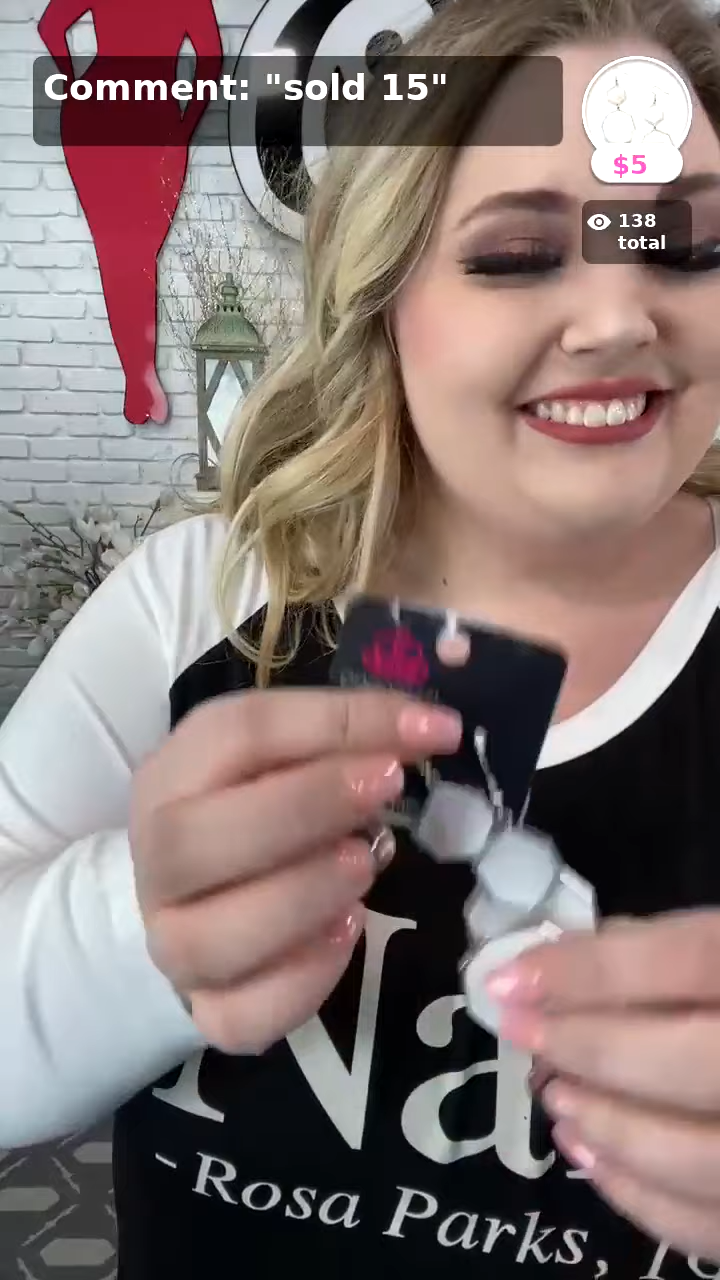 Comment: "sold 15"
$5
138
total
Na
- Rosa Parks,